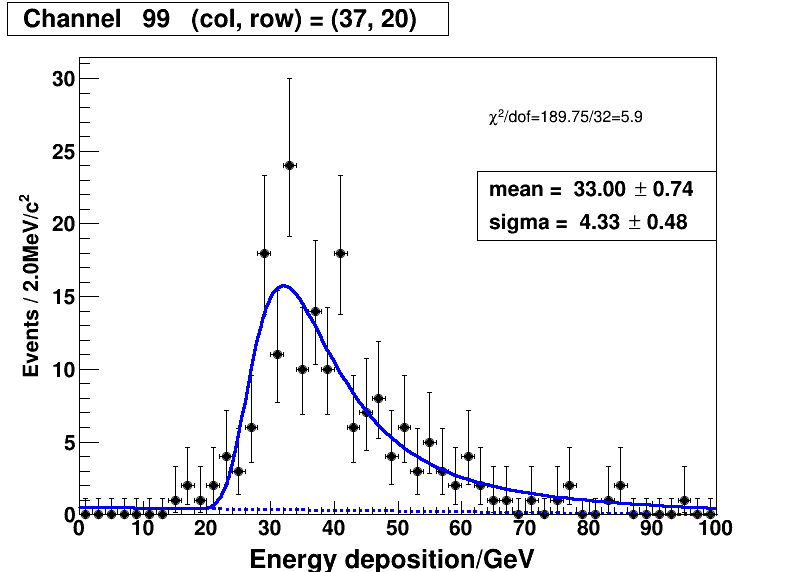 Channel 99 (col, row) = (37, 20)
χ²/dof=189.75/32=5.9
mean = 33.00 ± 0.74
sigma = 4.33 ± 0.48
Events / 2.0MeV/c²
30
25
20
15
10
5
0
0 10 20 30 40 50 60 70 80 90 100
Energy deposition/GeV